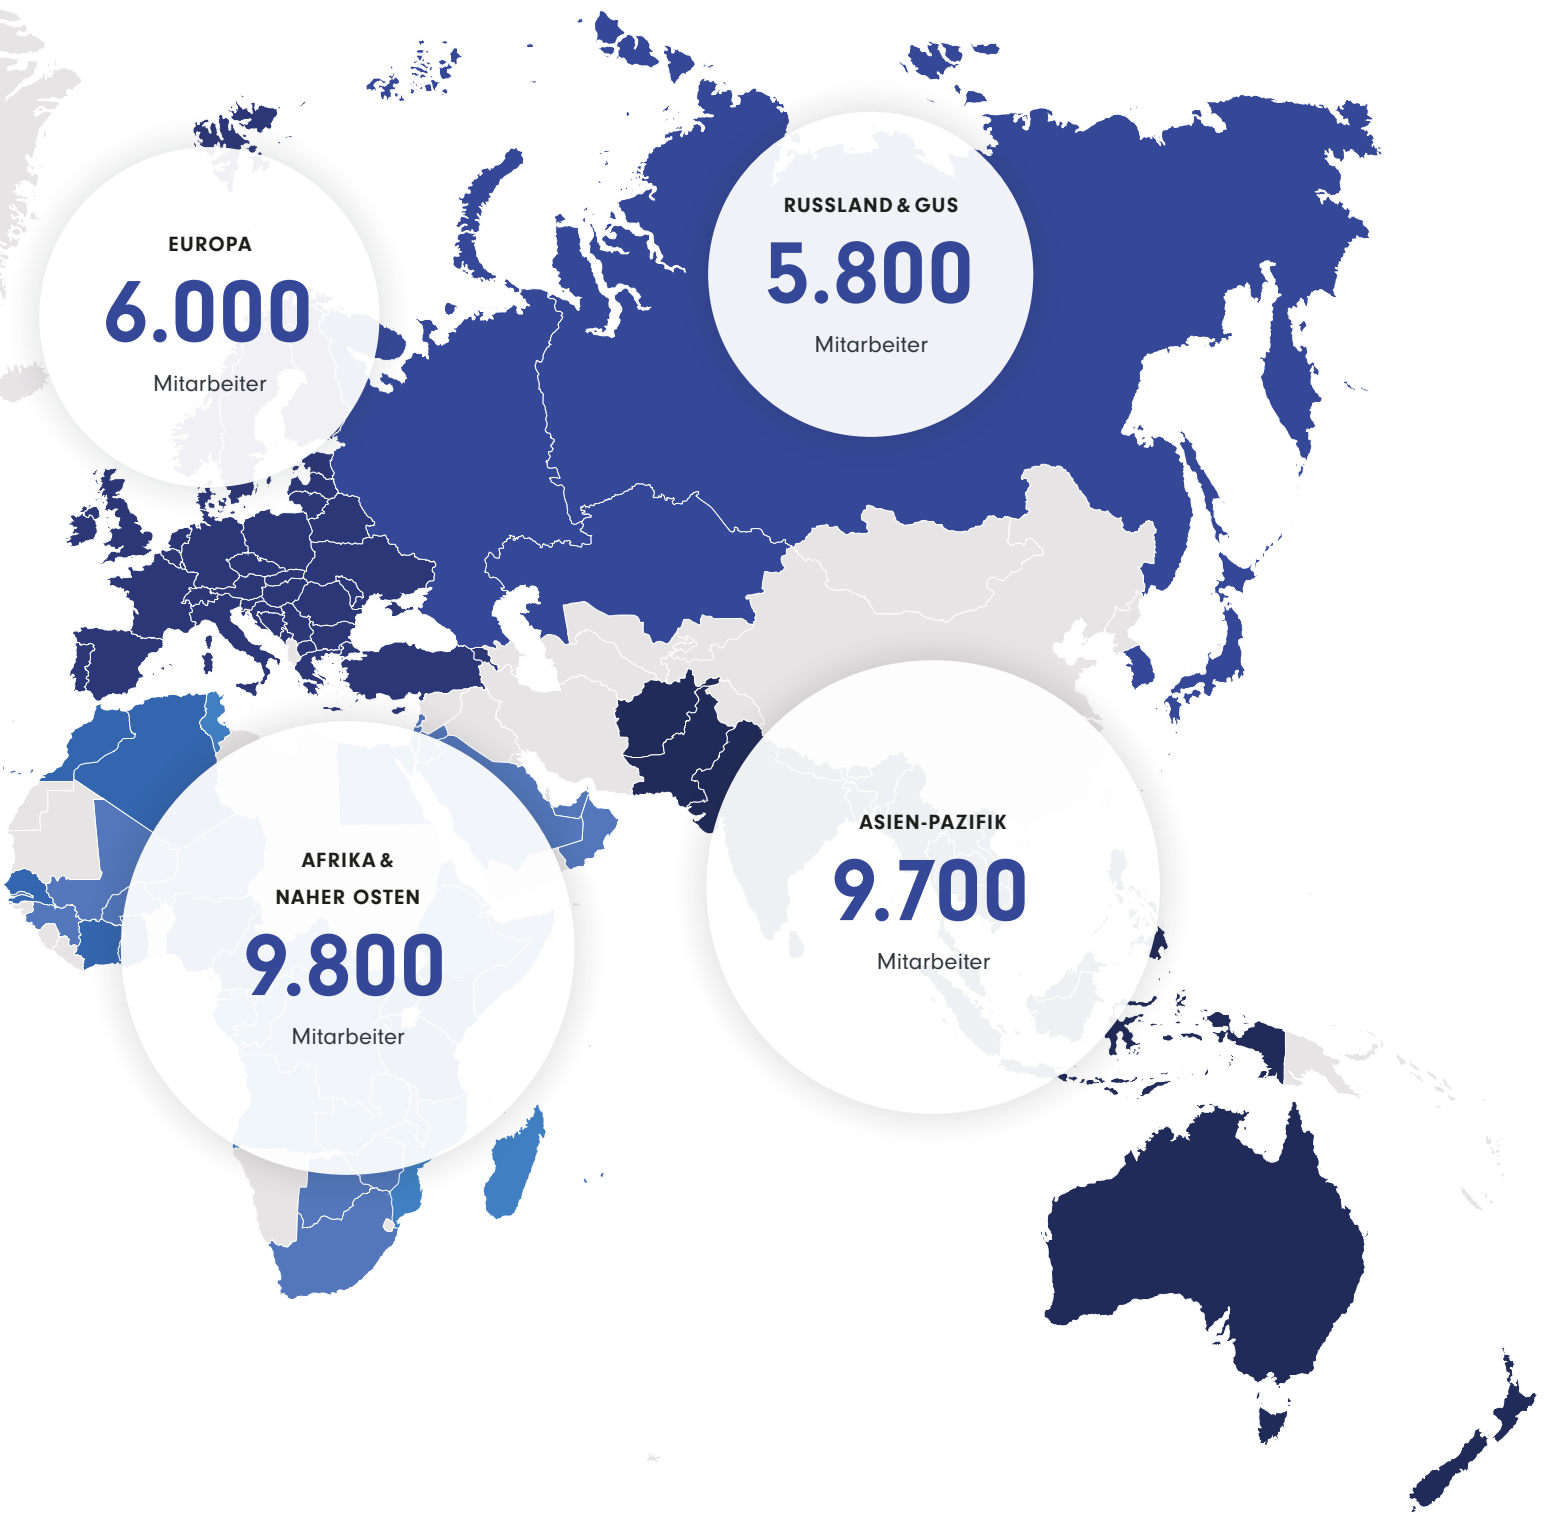 EUROPA
6.000
Mitarbeiter
RUSSLAND & GUS
5.800
Mitarbeiter
AFRIKA &
NAHER OSTEN
9.800
Mitarbeiter
ASIEN-PAZIFIK
9.700
Mitarbeiter